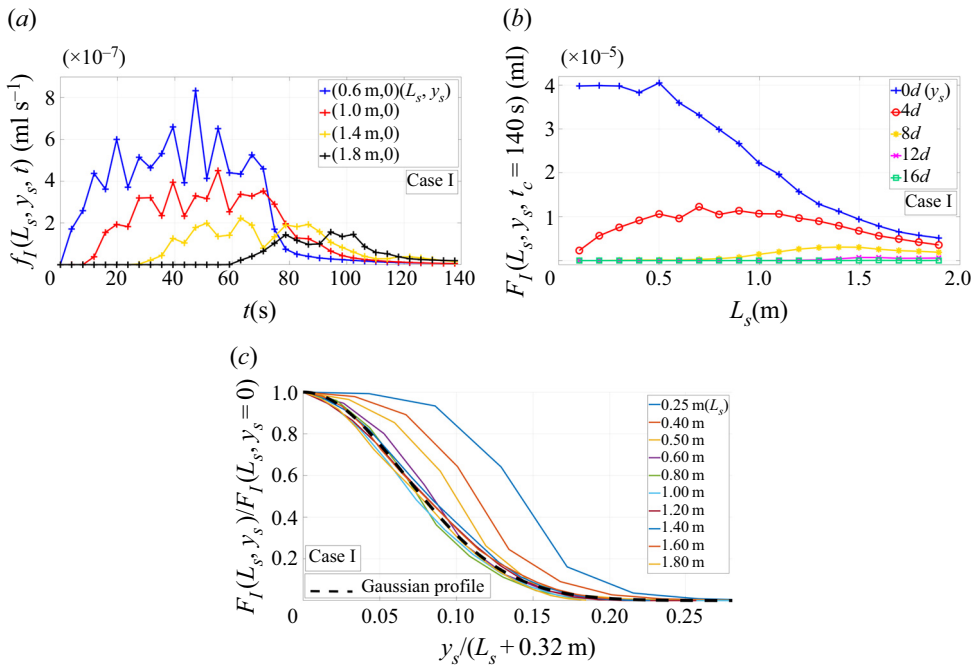 (a)
(×10⁻⁷)
8
6
4
2
0
20
40
60
80
100
120
140
t(s)
f_I(L_s, y_s, t) (ml s⁻¹)
(0.6 m,0)(L_s, y_s)
(1.0 m,0)
(1.4 m,0)
(1.8 m,0)
Case I
(b)
(×10⁻⁵)
4
3
2
1
0
0.5
1.0
1.5
2.0
L_s(m)
F_I(L_s, y_s, t_c = 140 s) (ml)
0d (y_s)
4d
8d
12d
16d
Case I
(c)
1.0
0.8
0.6
0.4
0.2
0
0.05
0.10
0.15
0.20
0.25
y_s/(L_s + 0.32 m)
F_I(L_s, y_s)/F_I(L_s, y_s = 0)
0.25 m(L_s)
0.40 m
0.50 m
0.60 m
0.80 m
1.00 m
1.20 m
1.40 m
1.60 m
1.80 m
Case I
Gaussian profile